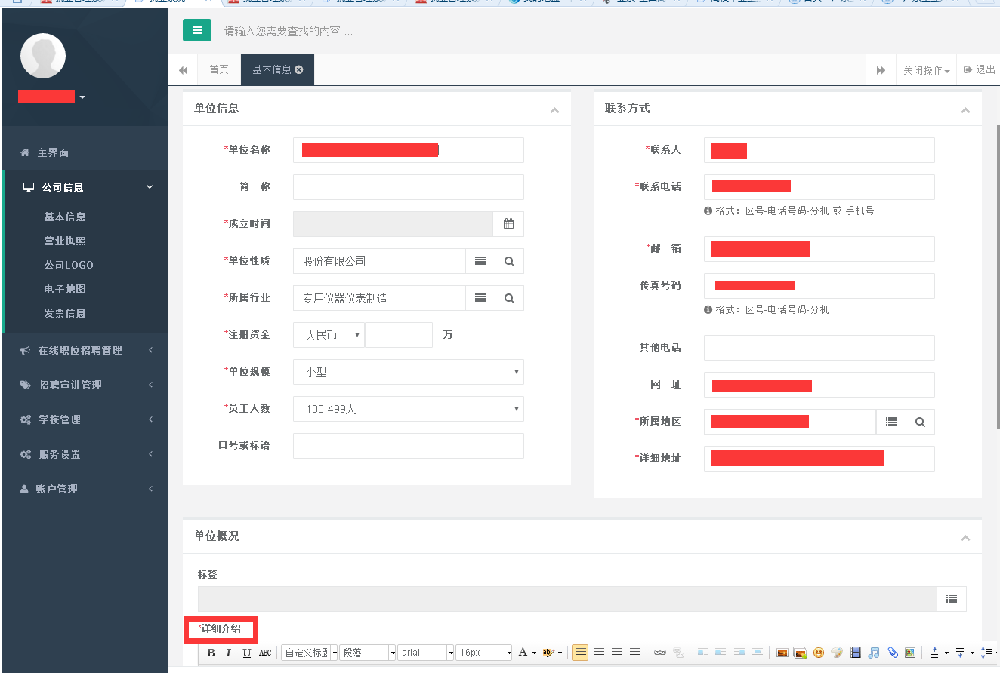 请输入您需要查找的内容 ...
首页
基本信息
关闭操作
退出
主界面
公司信息
基本信息
营业执照
公司LOGO
电子地图
发票信息
在线职位招聘管理
招聘宣讲管理
学校管理
服务设置
账户管理
单位信息
*单位名称
简 称
*成立时间
*单位性质 股份有限公司
*所属行业 专用仪器仪表制造
*注册资金 人民币 万
*单位规模 小型
*员工人数 100-499人
口号或标语
联系方式
*联系人
*联系电话
格式：区号-电话号码-分机 或 手机号
*邮 箱
传真号码
格式：区号-电话号码-分机
其他电话
网 址
*所属地区
*详细地址
单位概况
标签
*详细介绍
B I U ABC 自定义标题 段落 arial 16px A ab